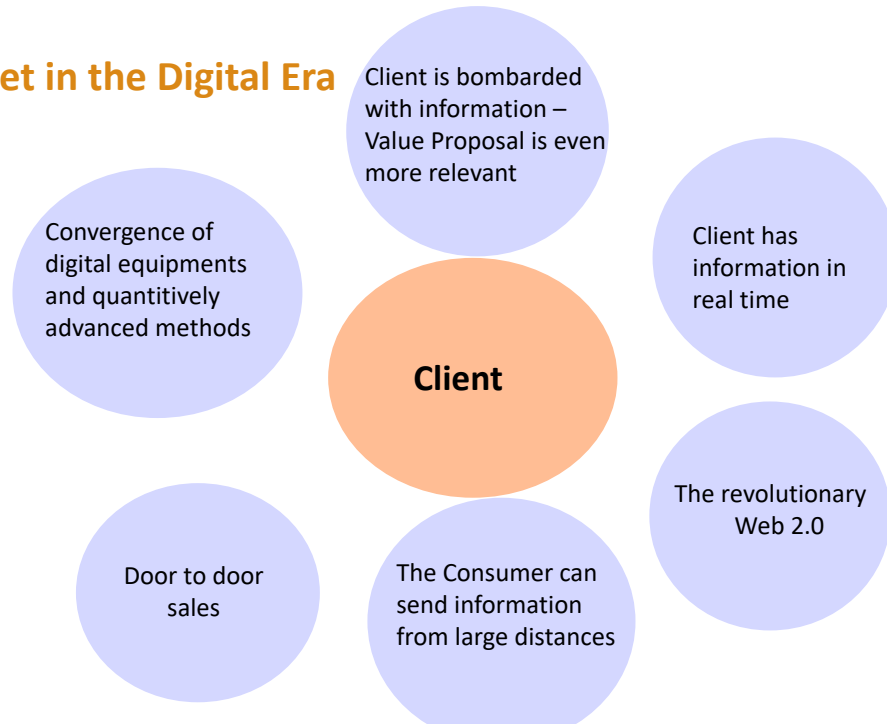 et in the Digital Era
Client is bombarded
with information –
Value Proposal is even
more relevant
Convergence of
digital equipments
and quantitively
advanced methods
Client has
information in
real time
Client
The revolutionary
Web 2.0
Door to door
sales
The Consumer can
send information
from large distances